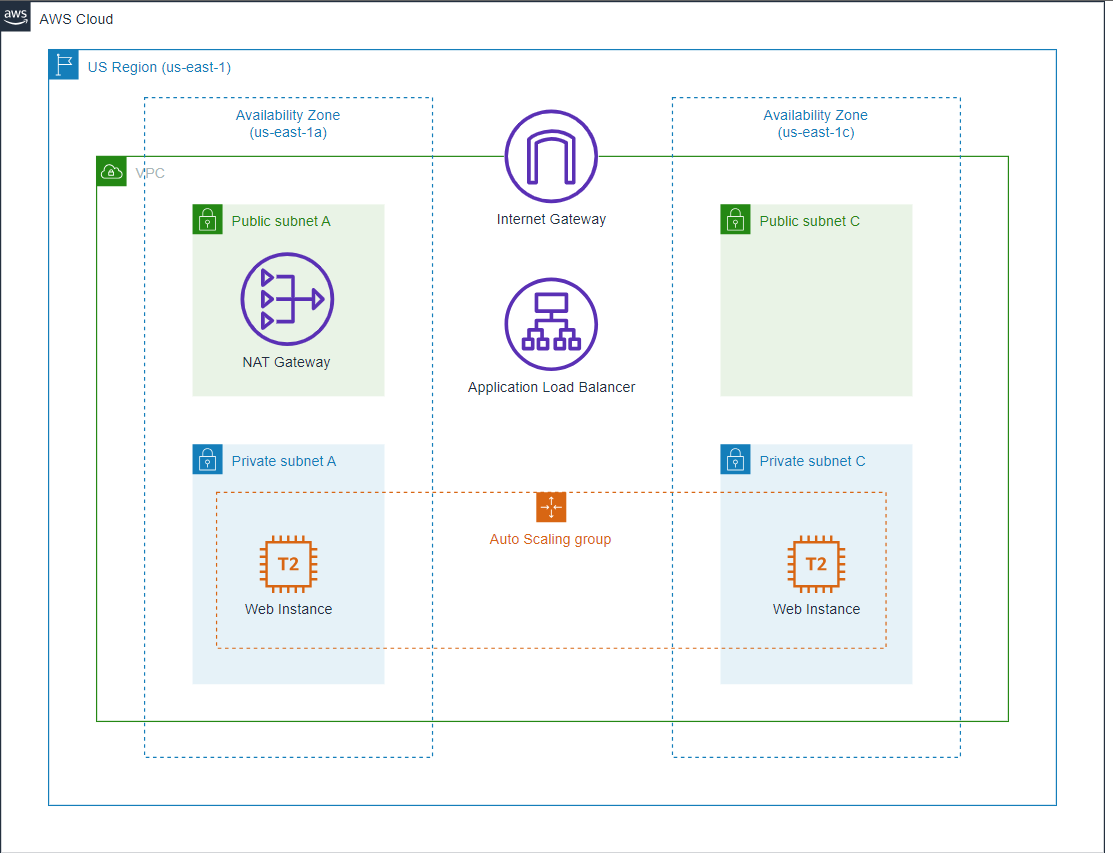 aws
AWS Cloud
US Region (us-east-1)
Availability Zone
(us-east-1a)
Availability Zone
(us-east-1c)
VPC
Internet Gateway
Public subnet A
Public subnet C
NAT Gateway
Application Load Balancer
Private subnet A
Private subnet C
Auto Scaling group
T2
Web Instance
T2
Web Instance